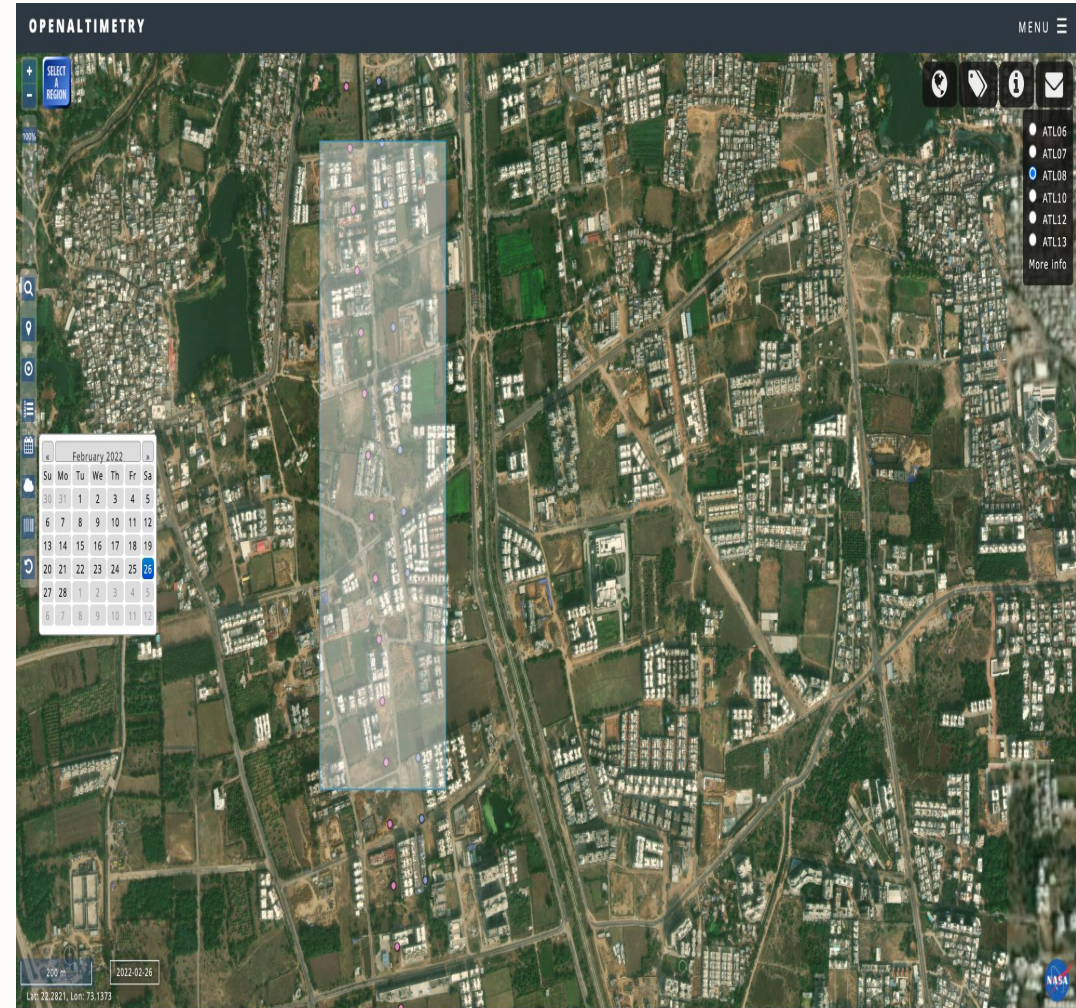 OPENALTIMETRY
MENU
+
-
SELECT
A
REGION
100%
ATL06
ATL07
ATL08
ATL10
ATL12
ATL13
More info
« February 2022 »
Su Mo Tu We Th Fr Sa
30 31 1 2 3 4 5
6 7 8 9 10 11 12
13 14 15 16 17 18 19
20 21 22 23 24 25 26
27 28 1 2 3 4 5
6 7 8 9 10 11 12
200 m
2022-02-26
Lat: 22.2821, Lon: 73.1373
NASA